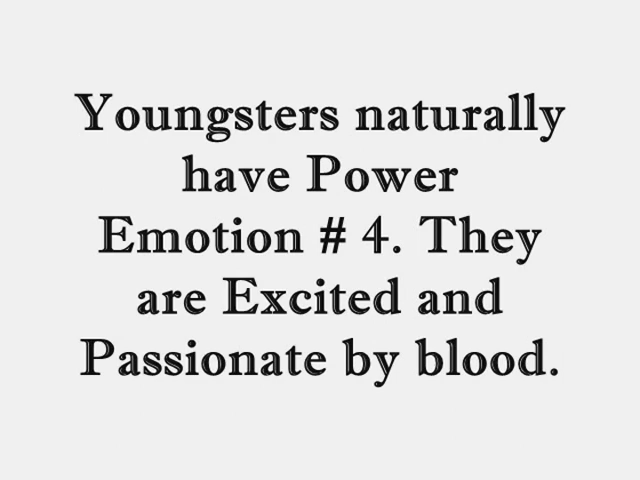 Youngsters naturally
have Power
Emotion # 4. They
are Excited and
Passionate by blood.